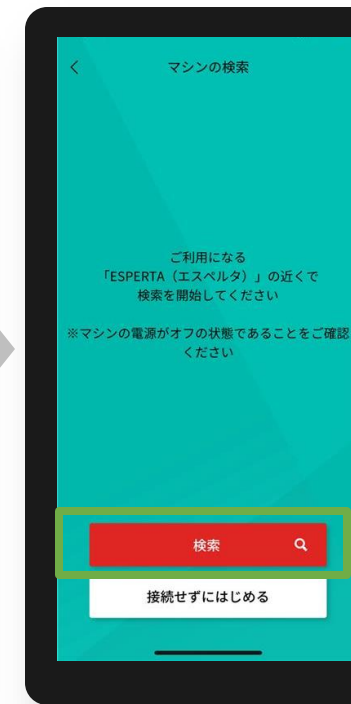 マシンの検索
ご利用になる
「ESPERTA（エスペルタ）」の近くで
検索を開始してください
※マシンの電源がオフの状態であることをご確認
ください
検索
接続せずにはじめる